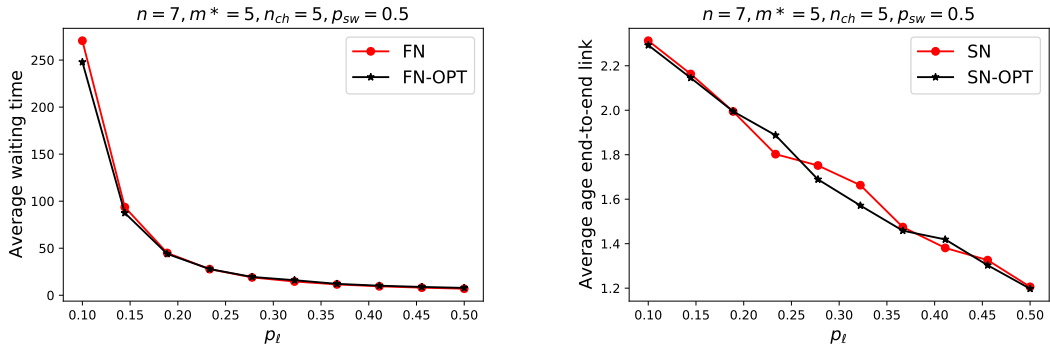 n = 7, m* = 5, n_ch = 5, p_sw = 0.5
Average waiting time
250
200
150
100
50
0
FN
FN-OPT
0.10 0.15 0.20 0.25 0.30 0.35 0.40 0.45 0.50
p_ℓ
n = 7, m* = 5, n_ch = 5, p_sw = 0.5
Average age end-to-end link
2.2
2.0
1.8
1.6
1.4
1.2
SN
SN-OPT
0.10 0.15 0.20 0.25 0.30 0.35 0.40 0.45 0.50
p_ℓ